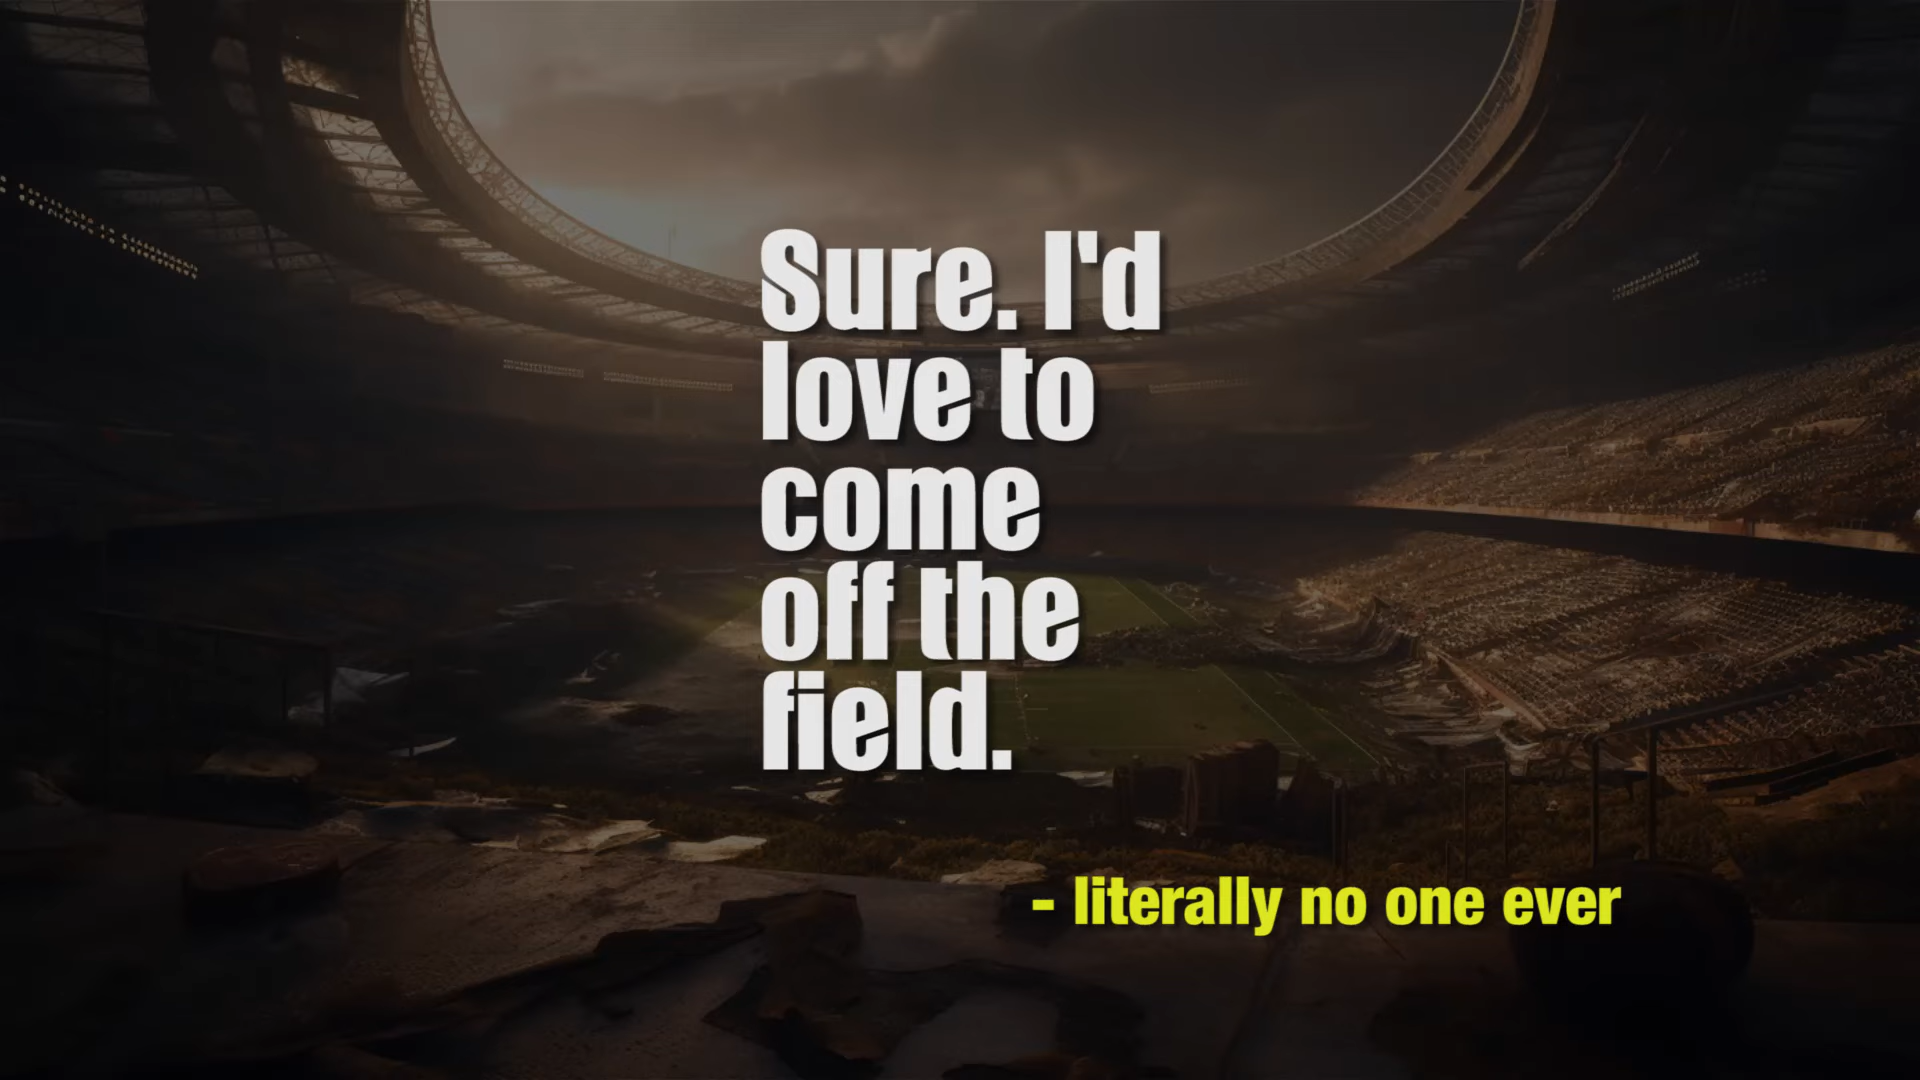 Sure. I'd
love to
come
off the
field.
- literally no one ever